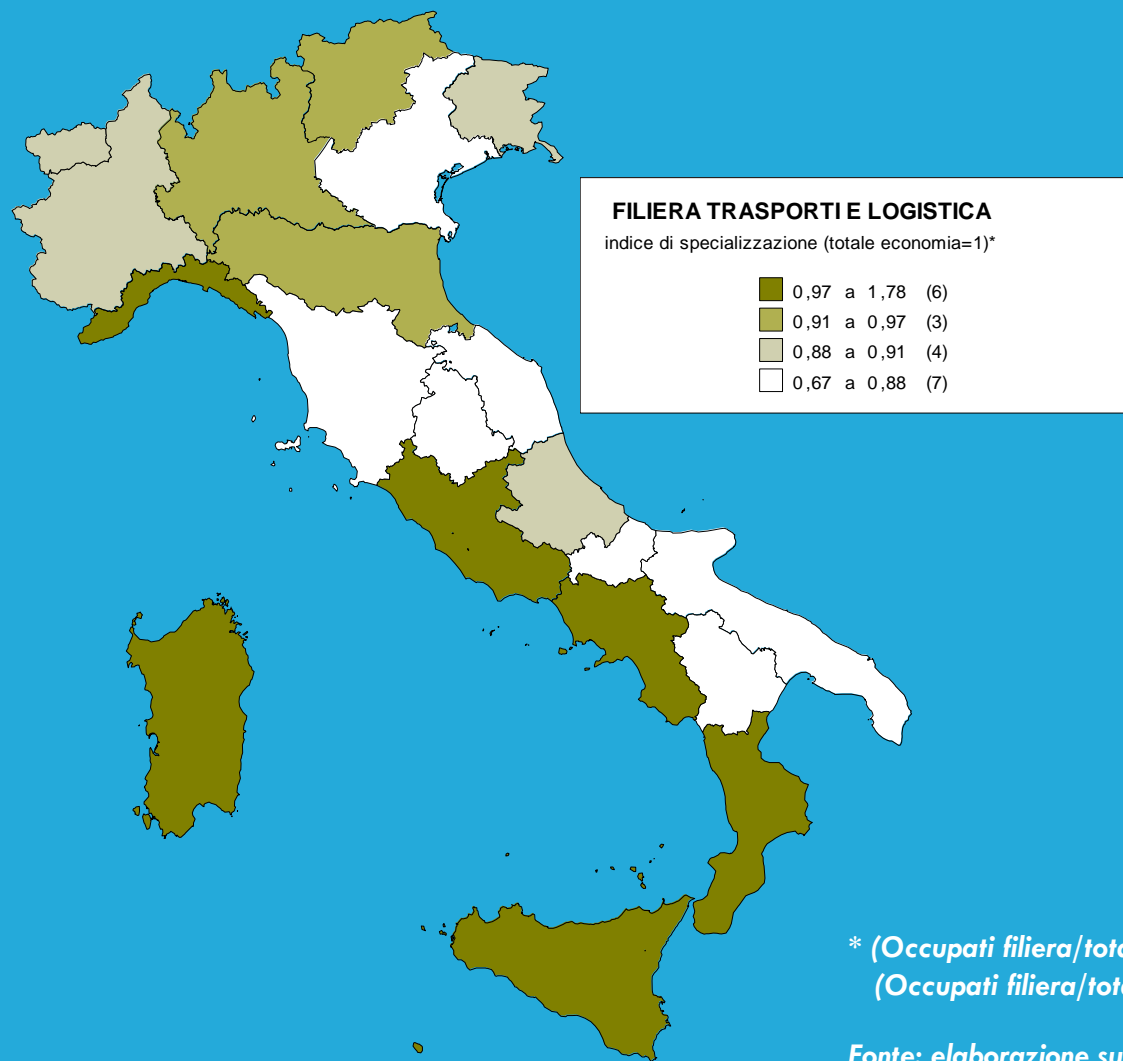 FILIERA TRASPORTI E LOGISTICA
indice di specializzazione (totale economia=1)*
0,97 a 1,78 (6)
0,91 a 0,97 (3)
0,88 a 0,91 (4)
0,67 a 0,88 (7)
* (Occupati filiera/tota
(Occupati filiera/tota
Fonte: elaborazione su